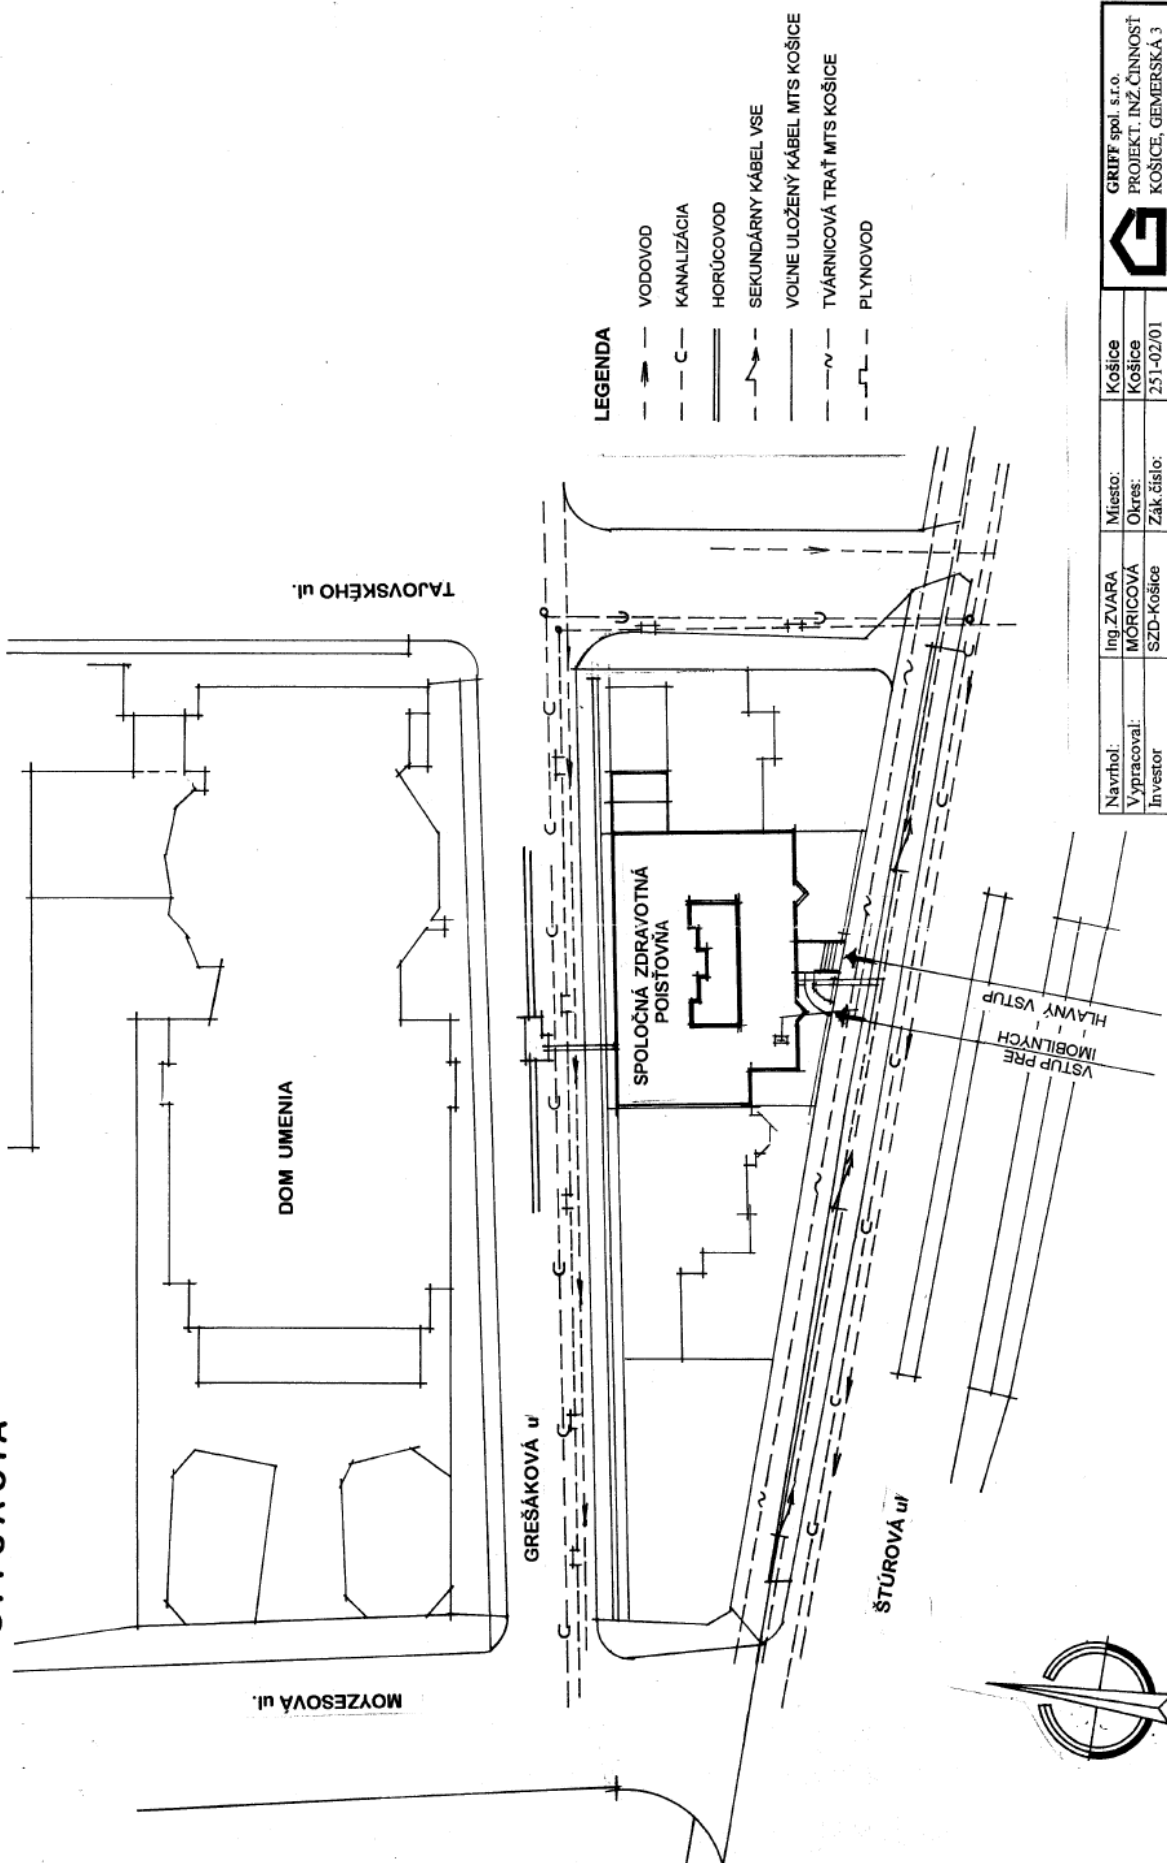 TAJOVSKÉHO ul.
DOM UMENIA
MOYZESOVÁ ul.
GREŠÁKOVÁ ul
SPOLOČNÁ ZDRAVOTNÁ
POISŤOVŇA
ŠTÚROVÁ ul
HLAVNÝ VSTUP
VSTUP PRE
IMOBILNÝCH
LEGENDA
VODOVOD
KANALIZÁCIA
HORÚCOVOD
SEKUNDÁRNY KÁBEL VSE
VOĽNE ULOŽENÝ KÁBEL MTS KOŠICE
TVÁRNICOVÁ TRAŤ MTS KOŠICE
PLYNOVOD
Navrhol: Ing.ZVARA Miesto: Košice
Vypracoval: MÓRICOVÁ Okres: Košice
Investor SZD-Košice Zák.číslo: 251-02/01
GRIFF spol. s.r.o.
PROJEKT. INŽ.ČINNOSŤ
KOŠICE, GEMERSKÁ 3